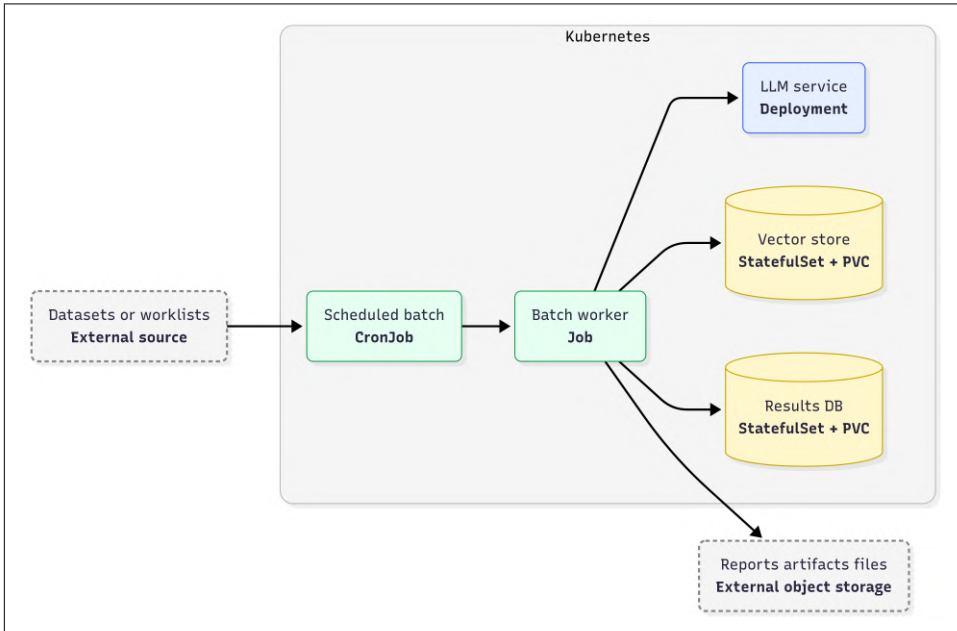 Kubernetes
LLM service
Deployment
Vector store
StatefulSet + PVC
Datasets or worklists
External source
Scheduled batch
CronJob
Batch worker
Job
Results DB
StatefulSet + PVC
Reports artifacts files
External object storage